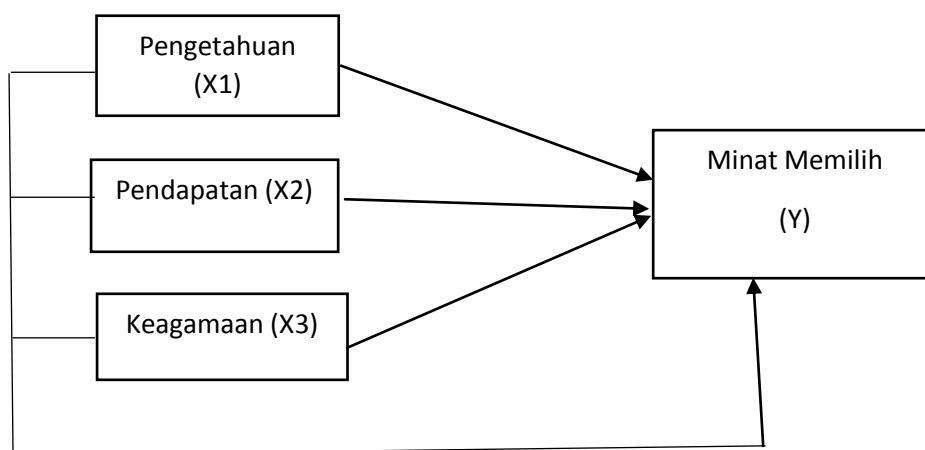 Pengetahuan
(X1)
Pendapatan (X2)
Keagamaan (X3)
Minat Memilih
(Y)